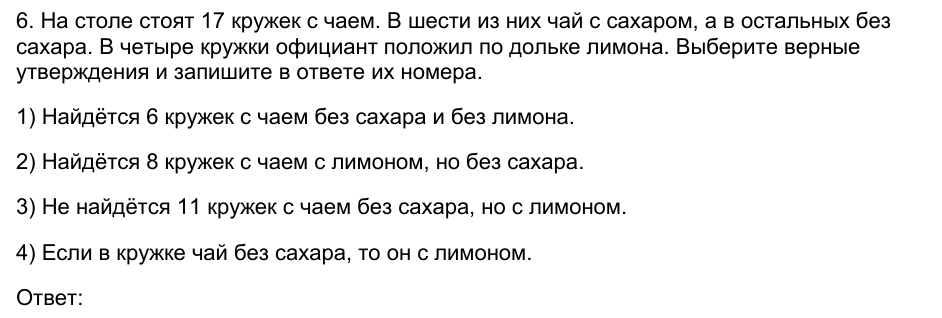 6. На столе стоят 17 кружек с чаем. В шести из них чай с сахаром, а в остальных без
сахара. В четыре кружки официант положил по дольке лимона. Выберите верные
утверждения и запишите в ответе их номера.
1) Найдётся 6 кружек с чаем без сахара и без лимона.
2) Найдётся 8 кружек с чаем с лимоном, но без сахара.
3) Не найдётся 11 кружек с чаем без сахара, но с лимоном.
4) Если в кружке чай без сахара, то он с лимоном.
Ответ: